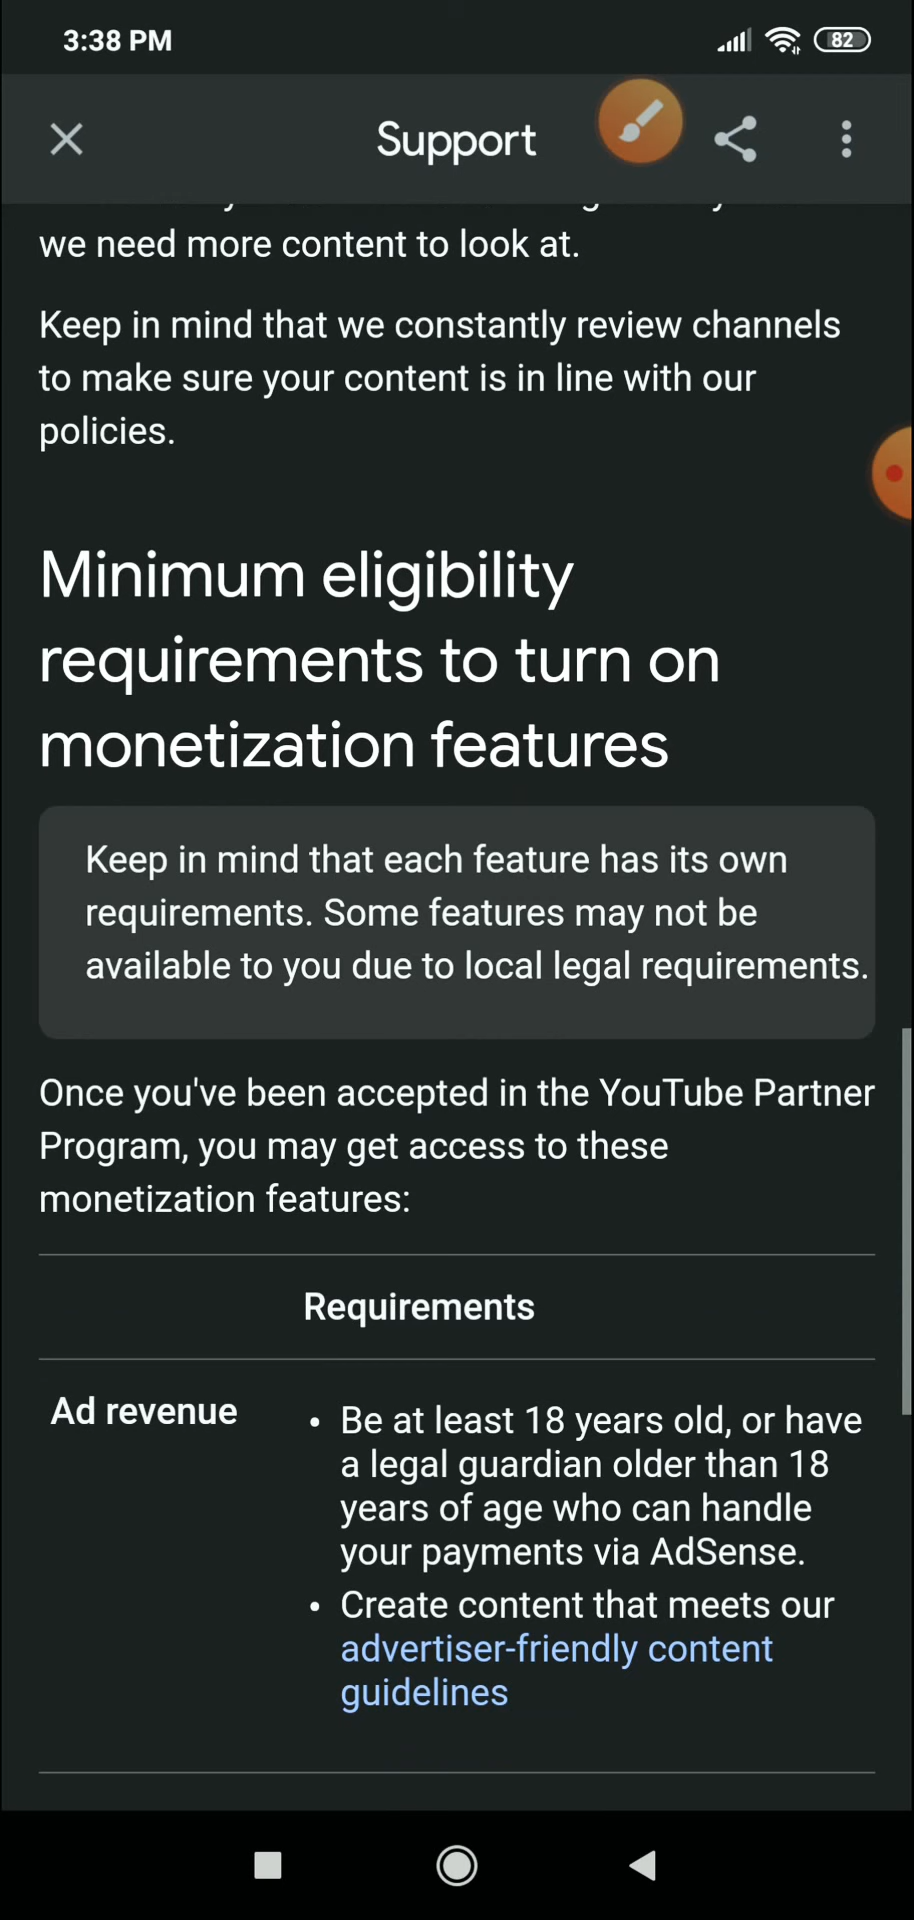 3:38 PM
82
Support
we need more content to look at.
Keep in mind that we constantly review channels
to make sure your content is in line with our
policies.
Minimum eligibility
requirements to turn on
monetization features
Keep in mind that each feature has its own
requirements. Some features may not be
available to you due to local legal requirements.
Once you've been accepted in the YouTube Partner
Program, you may get access to these
monetization features:
Requirements
Ad revenue
• Be at least 18 years old, or have
a legal guardian older than 18
years of age who can handle
your payments via AdSense.
• Create content that meets our
advertiser-friendly content
guidelines